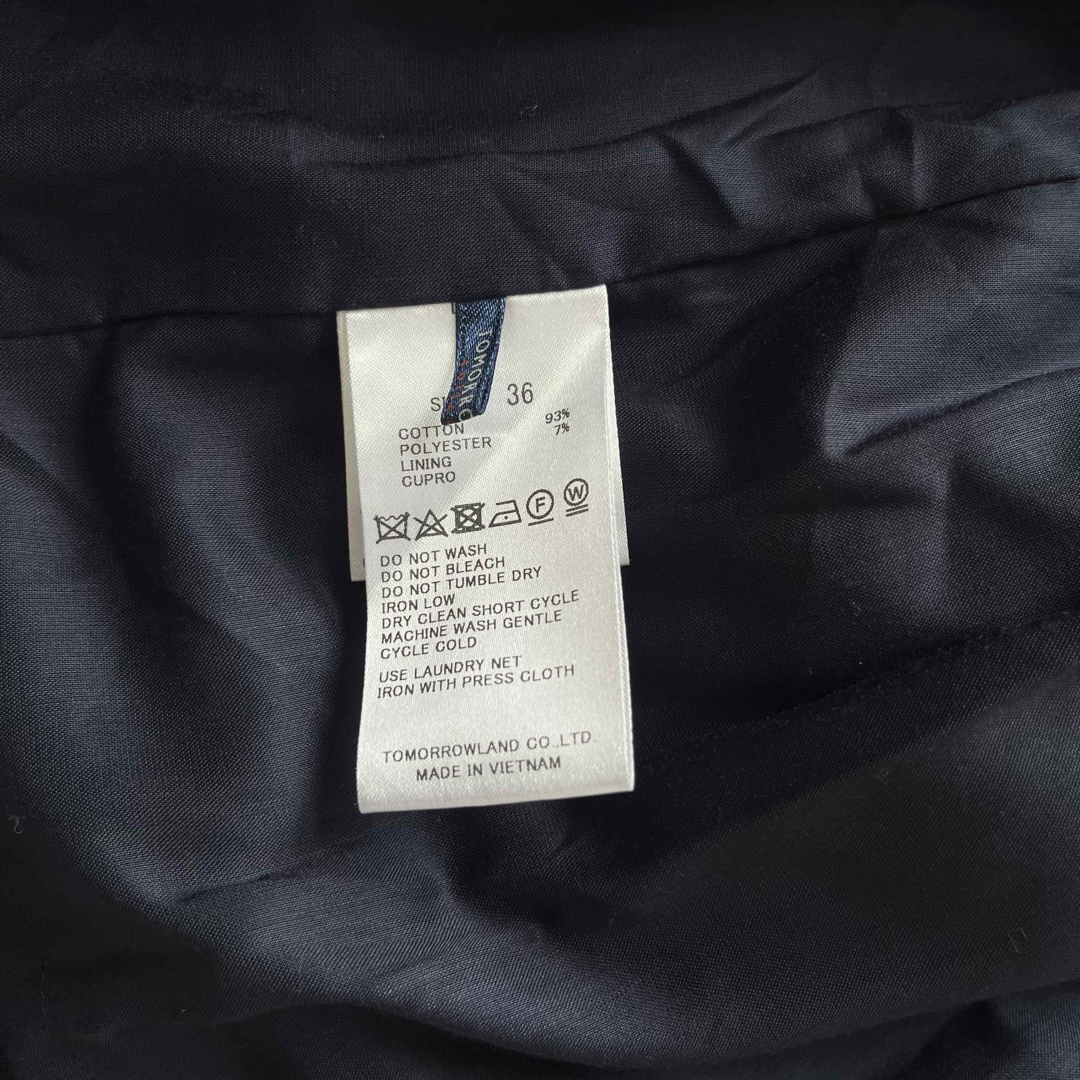 TOMORRO
36
COTTON 93%
POLYESTER 7%
LINING
CUPRO
F W
DO NOT WASH
DO NOT BLEACH
DO NOT TUMBLE DRY
IRON LOW
DRY CLEAN SHORT CYCLE
MACHINE WASH GENTLE
CYCLE COLD
USE LAUNDRY NET
IRON WITH PRESS CLOTH
TOMORROWLAND CO.,LTD.
MADE IN VIETNAM